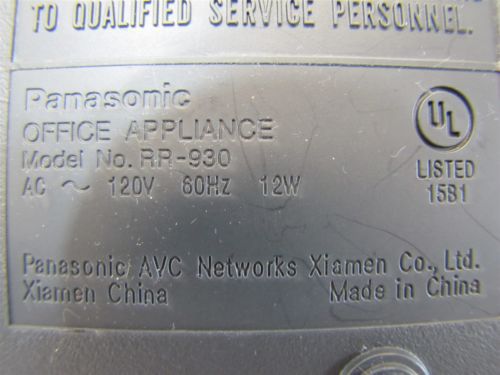 TO QUALIFIED SERVICE PERSONNEL.
Panasonic
OFFICE APPLIANCE
Model No. RR-930
AC ~ 120V 60Hz 12W
UL
LISTED
15B1
Panasonic AVC Networks Xiamen Co., Ltd.
Xiamen China Made in China